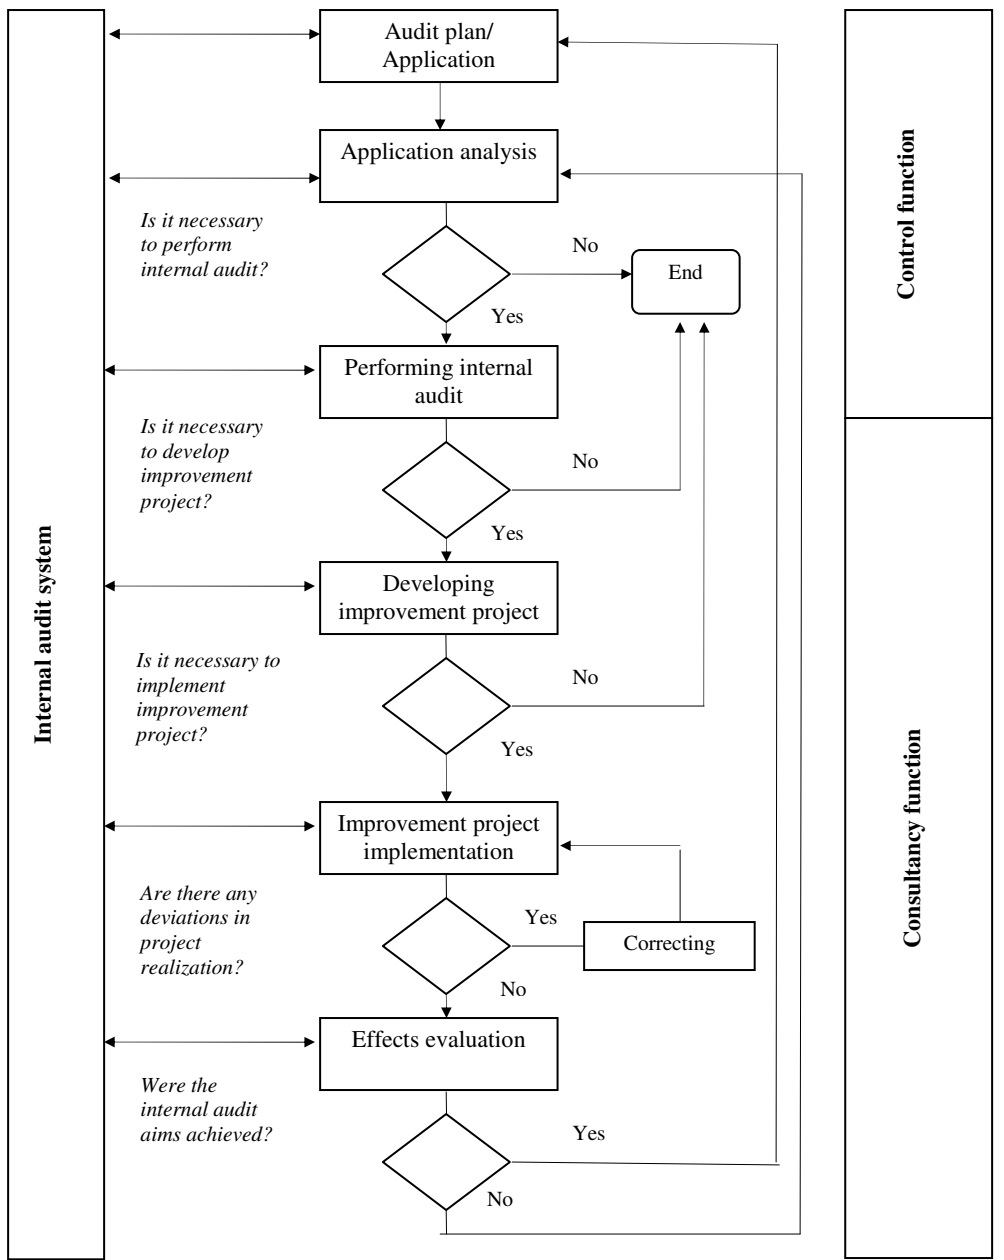 Audit plan/
Application
Application analysis
Is it necessary
to perform
internal audit?
No
End
Yes
Performing internal
audit
Is it necessary
to develop
improvement
project?
No
Yes
Developing
improvement project
Is it necessary to
implement
improvement
project?
No
Yes
Improvement project
implementation
Are there any
deviations in
project
realization?
Yes
Correcting
No
Effects evaluation
Were the
internal audit
aims achieved?
Yes
No
Internal audit system
Control function
Consultancy function